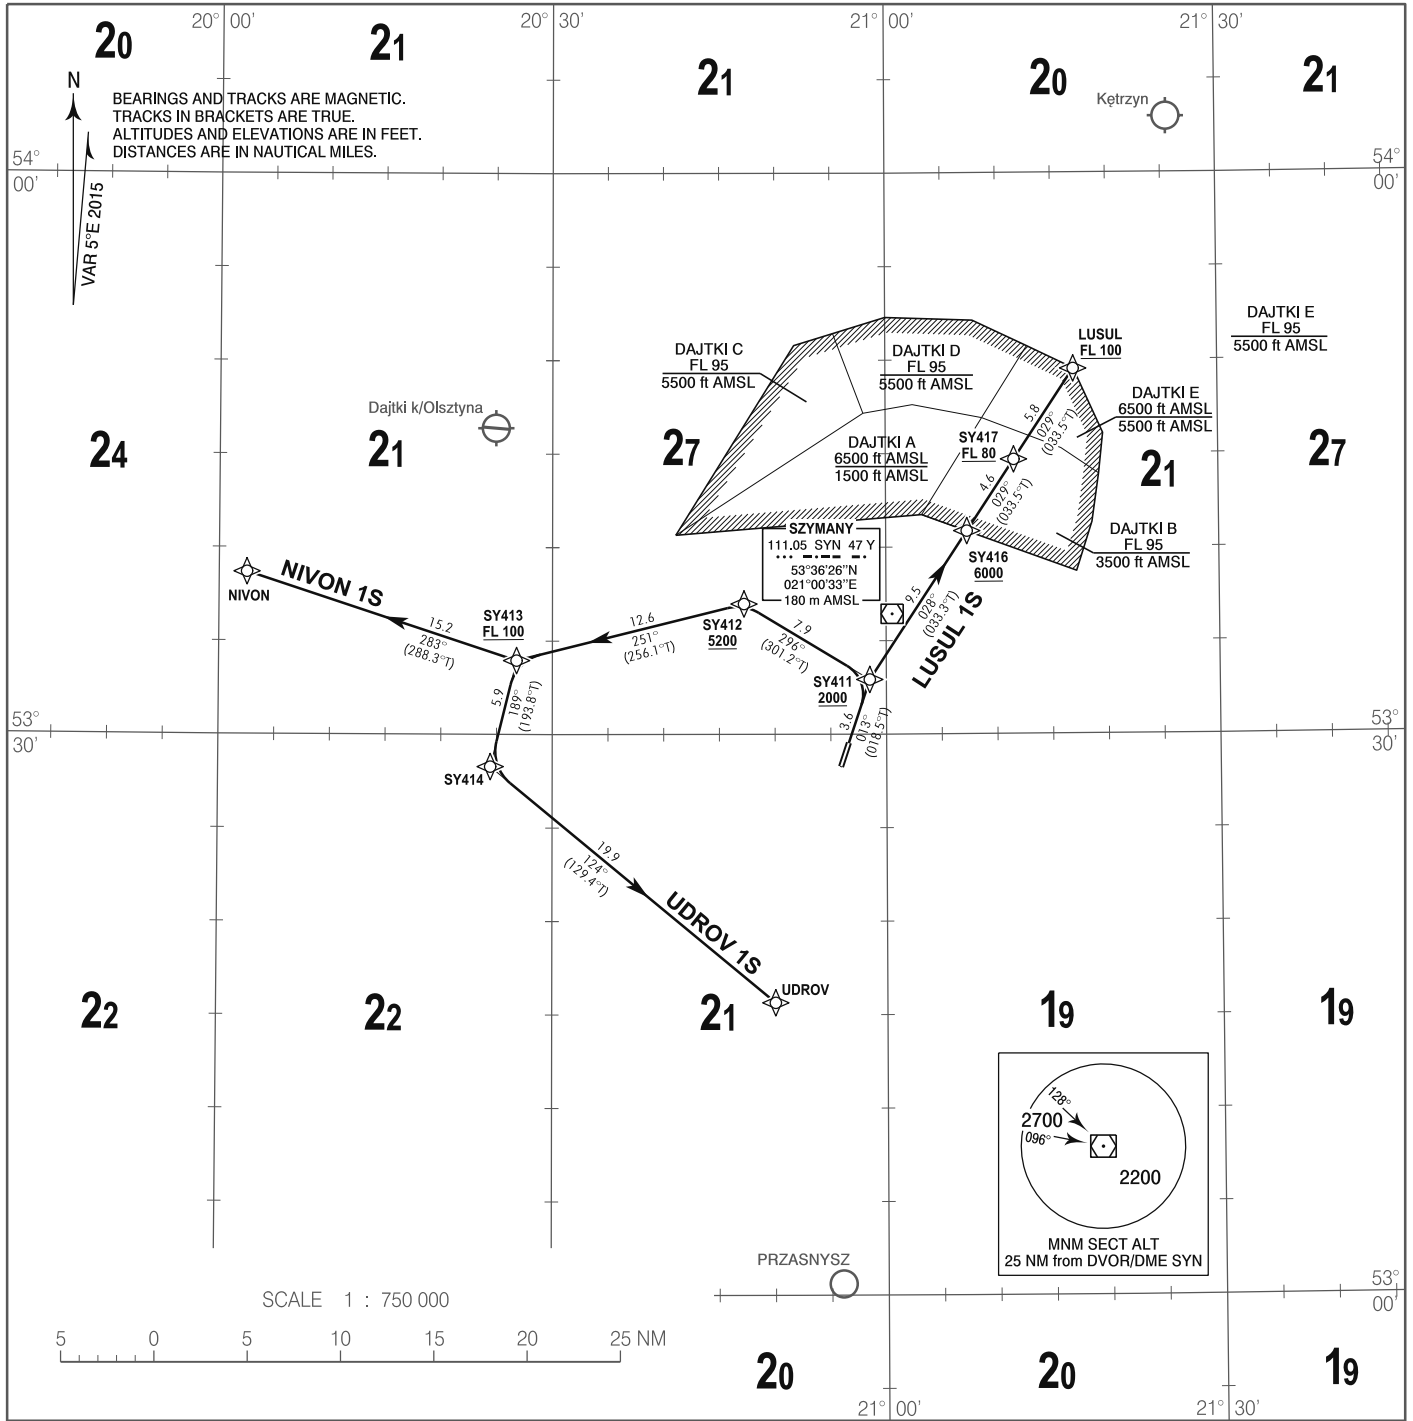 20° 00'
20° 30'
21° 00'
21° 30'
20
21
21
20
21
N
BEARINGS AND TRACKS ARE MAGNETIC.
TRACKS IN BRACKETS ARE TRUE.
ALTITUDES AND ELEVATIONS ARE IN FEET.
DISTANCES ARE IN NAUTICAL MILES.
VAR 5°E 2015
Kętrzyn
54°
00'
54°
00'
DAJTKI C
FL 95
5500 ft AMSL
DAJTKI D
FL 95
5500 ft AMSL
LUSUL
FL 100
DAJTKI E
FL 95
5500 ft AMSL
DAJTKI E
6500 ft AMSL
5500 ft AMSL
Dajtki k/Olsztyna
24
21
27
DAJTKI A
6500 ft AMSL
1500 ft AMSL
SY417
FL 80
5.8
029°
(033.5°T)
21
27
4.6
029°
(033.5°T)
DAJTKI B
FL 95
3500 ft AMSL
SZYMANY
111.05 SYN 47 Y
53°36'26"N
021°00'33"E
180 m AMSL
SY416
6000
9.5
028°
(033.3°T)
LUSUL 1S
NIVON
NIVON 1S
15.2
283°
(288.3°T)
SY413
FL 100
12.6
251°
(256.1°T)
SY412
5200
7.9
296°
(301.2°T)
SY411
2000
3.6
013°
(018.5°T)
5.9
189°
(193.8°T)
53°
30'
53°
30'
SY414
19.9
124°
(129.4°T)
UDROV 1S
UDROV
22
22
21
19
19
128°
2700
096°
2200
MNM SECT ALT
25 NM from DVOR/DME SYN
PRZASNYSZ
53°
00'
SCALE 1 : 750 000
5
0
5
10
15
20
25 NM
20
20
19
21° 00'
21° 30'